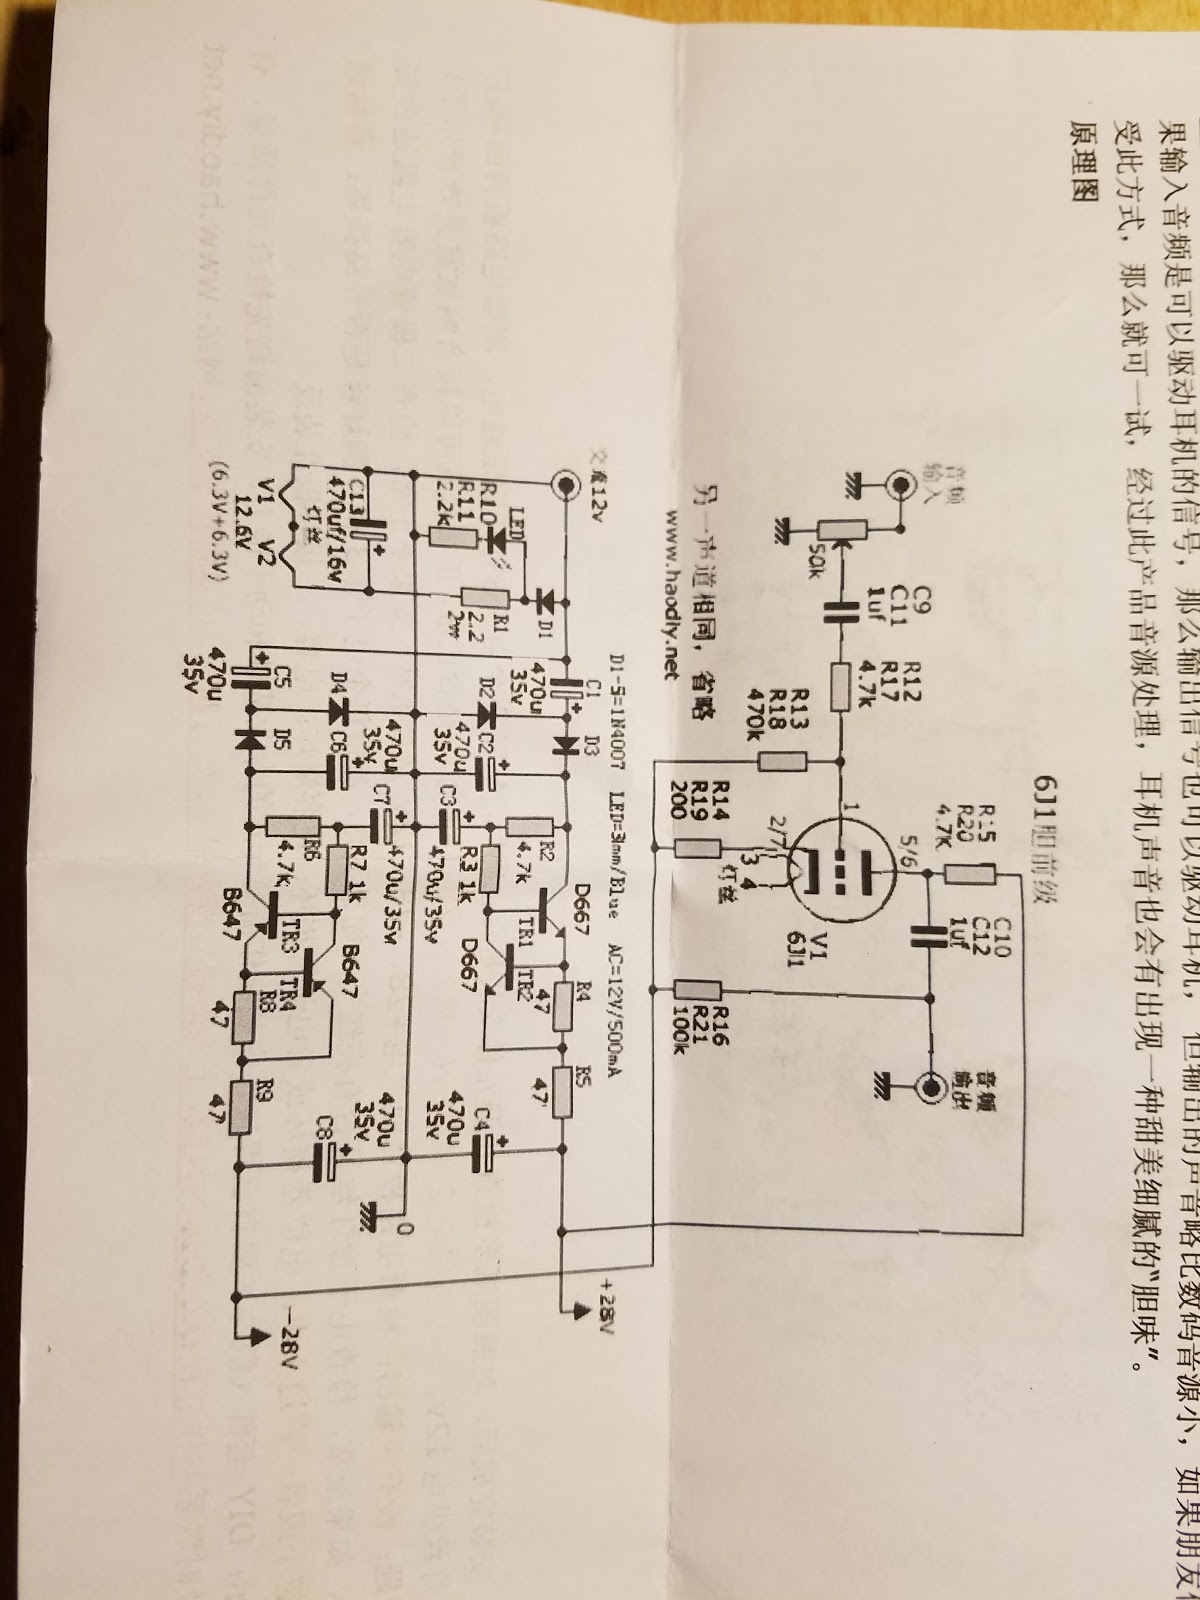 果输入音频是可以驱动耳机的信号，那么输出信号也可以驱动耳机，但输出的声音略比数码音源小，如果朋友
受此方式，那么就可一试，经过此产品音源处理，耳机声音也会有出现一种甜美细腻的“胆味”。
原理图
6J1胆前级
音频
输入
50k
C9
C11
1uf
R12
R17
4.7k
R13
R18
470k
1
R15
R20
4.7K
5/6
C10
C12
1uf
V1
6J1
2/7
3
4
灯丝
R14
R19
200
R16
R21
100k
音频
输出
另一声道相同，省略
www.haodiy.net
D1-5=1N4007 LED=3mm/Blue AC=12V/500mA
交流12v
LED
R10
R11
2.2k
D1
R1
2.2
2w
C13
470uf/16v
灯丝
V1 V2
12.6V
(6.3V+6.3V)
C1
470u
35v
D3
D2
C2
470u
35v
R2
4.7k
C3
470u/35v
R3 1k
D667
TR1
D667
TR2
R4
47
R5
47
C4
470u
35v
+28V
D4
C6
470u
35v
C7
470u/35v
R7 1k
R6
4.7k
C5
470u
35v
D5
B647
TR3
B647
TR4
R8
47
R9
47
C8
470u
35v
0
—28V